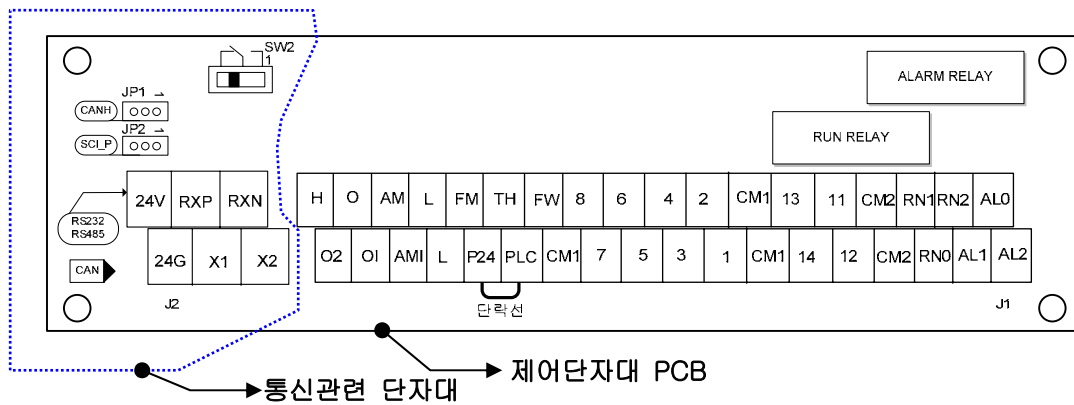 SW2
1
ALARM RELAY
RUN RELAY
JP1
CANH
JP2
SCI_P
24V RXP RXN
H O AM L FM TH FW 8 6 4 2 CM1 13 11 CM2 RN1 RN2 AL0
RS232
RS485
24G X1 X2
O2 OI AMI L P24 PLC CM1 7 5 3 1 CM1 14 12 CM2 RN0 AL1 AL2
CAN
J2
단락선
J1
제어단자대 PCB
통신관련 단자대